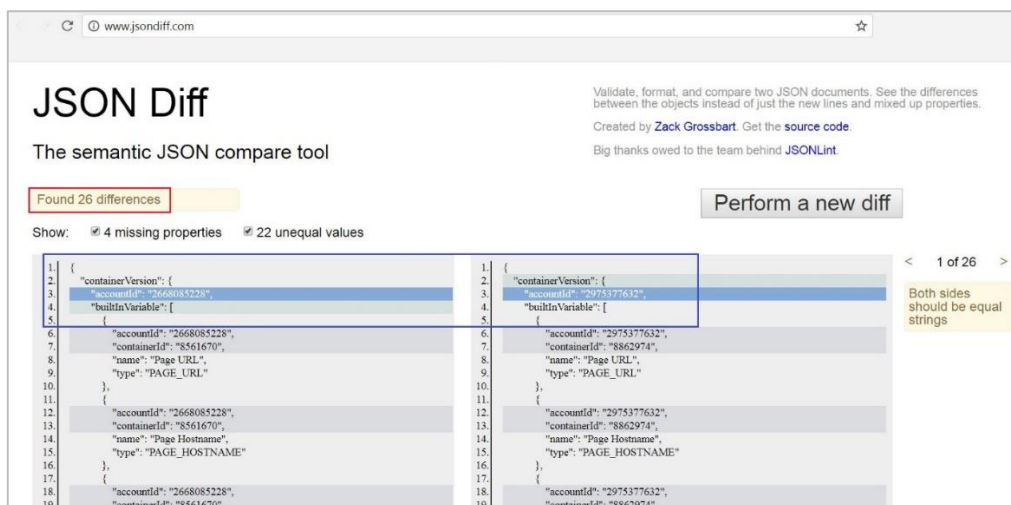 www.jsondiff.com
JSON Diff
The semantic JSON compare tool
Validate, format, and compare two JSON documents. See the differences
between the objects instead of just the new lines and mixed up properties.
Created by Zack Grossbart. Get the source code.
Big thanks owed to the team behind JSONLint.
Found 26 differences
Perform a new diff
Show: 4 missing properties 22 unequal values
1. {
2. "containerVersion": {
3. "accountId": "2668085228",
4. "builtInVariable": [
5. {
6. "accountId": "2668085228",
7. "containerId": "8561670",
8. "name": "Page URL",
9. "type": "PAGE_URL"
10. },
11. {
12. "accountId": "2668085228",
13. "containerId": "8561670",
14. "name": "Page Hostname",
15. "type": "PAGE_HOSTNAME"
16. },
17. {
18. "accountId": "2668085228",
19. "containerId": "8561670",
1. {
2. "containerVersion": {
3. "accountId": "2975377632",
4. "builtInVariable": [
5. {
6. "accountId": "2975377632",
7. "containerId": "8862974",
8. "name": "Page URL",
9. "type": "PAGE_URL"
10. },
11. {
12. "accountId": "2975377632",
13. "containerId": "8862974",
14. "name": "Page Hostname",
15. "type": "PAGE_HOSTNAME"
16. },
17. {
18. "accountId": "2975377632",
19. "containerId": "8862974",
< 1 of 26 >
Both sides
should be equal
strings